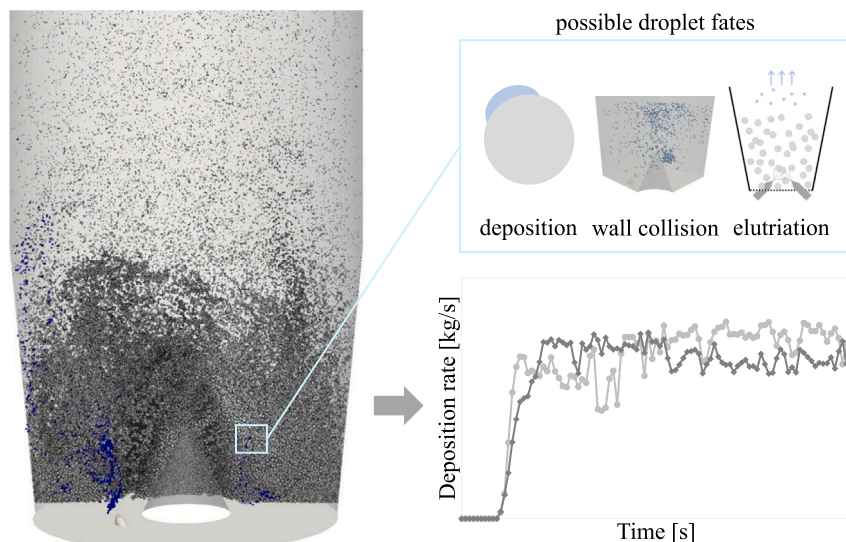 possible droplet fates
deposition
wall collision
elutriation
Deposition rate [kg/s]
Time [s]